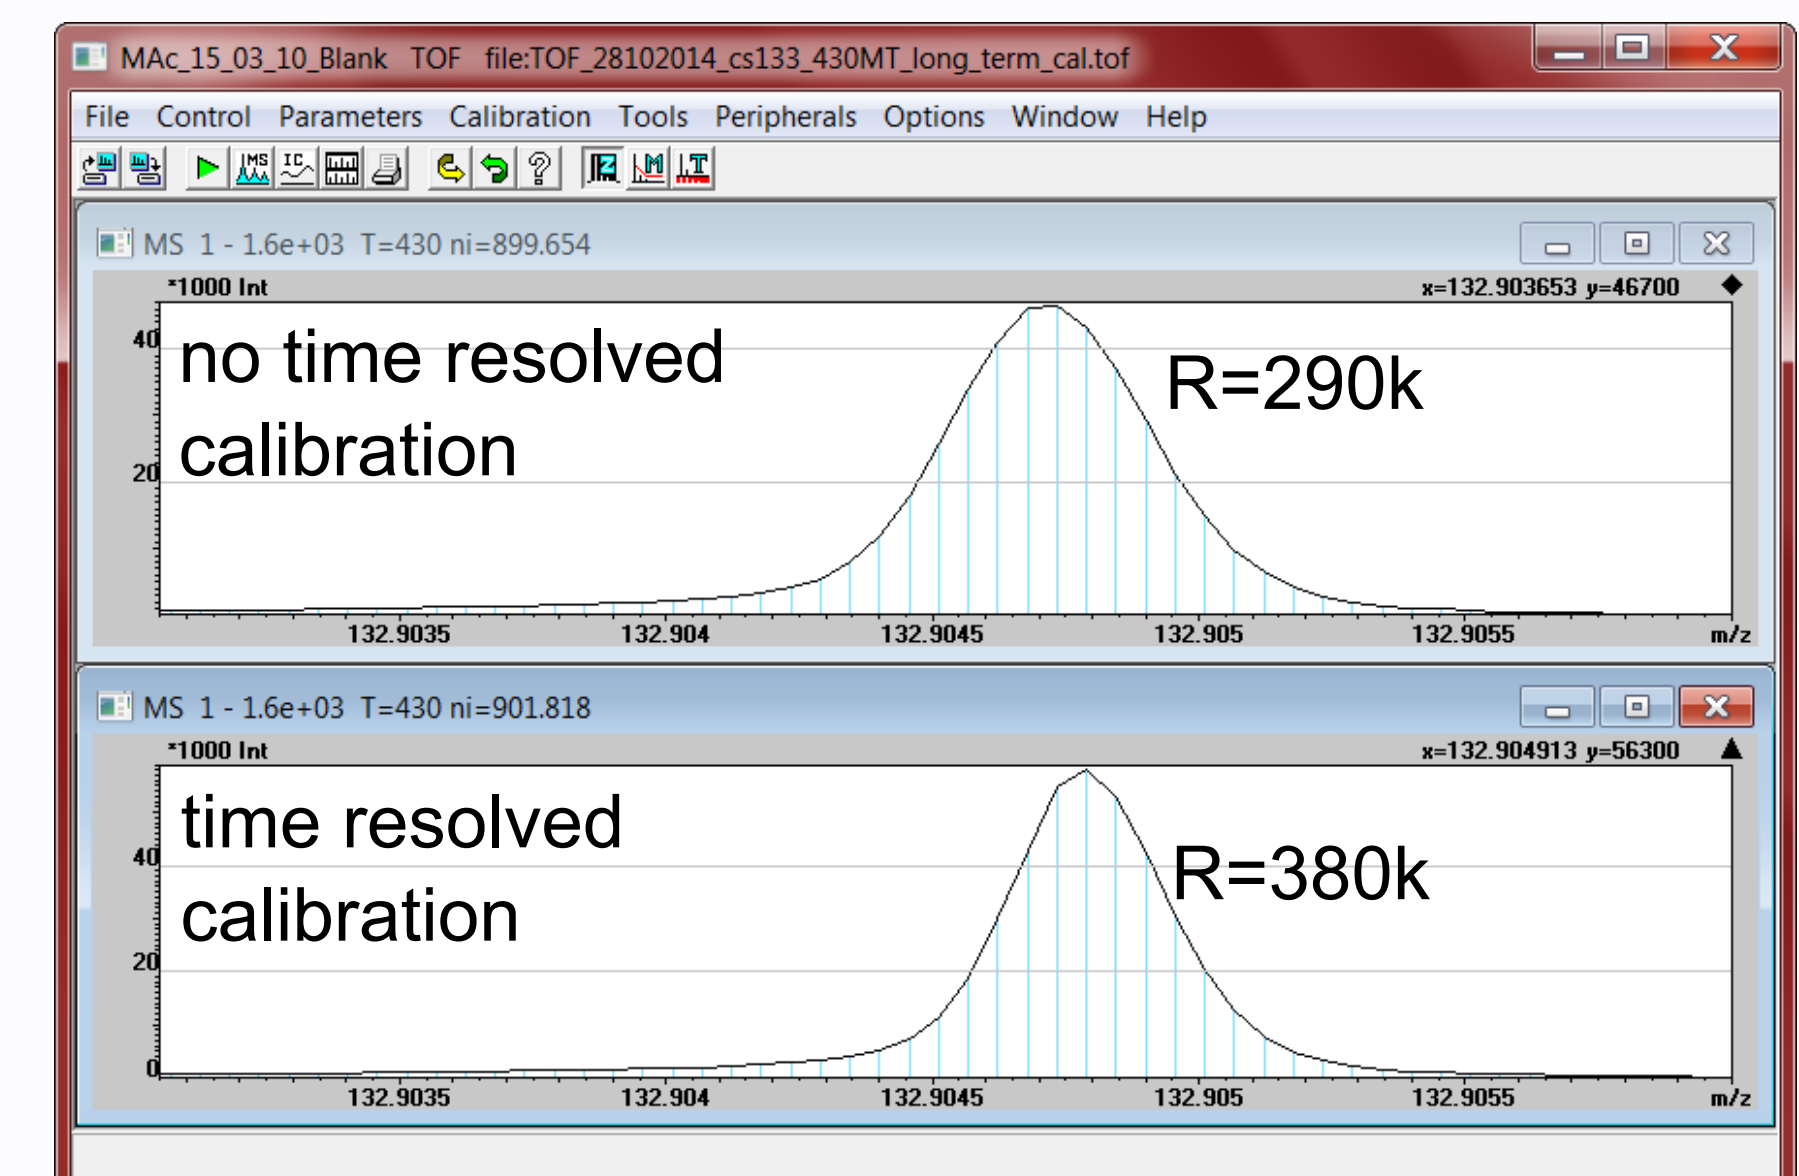 MAc_15_03_10_Blank TOF file:TOF_28102014_cs133_430MT_long_term_cal.tof
File Control Parameters Calibration Tools Peripherals Options Window Help
MS IC ? Z M T
MS 1 - 1.6e+03 T=430 ni=899.654
*1000 Int x=132.903653 y=46700
40
no time resolved
calibration
R=290k
20
132.9035 132.904 132.9045 132.905 132.9055 m/z
MS 1 - 1.6e+03 T=430 ni=901.818
*1000 Int x=132.904913 y=56300
time resolved
calibration
40
R=380k
20
0
132.9035 132.904 132.9045 132.905 132.9055 m/z